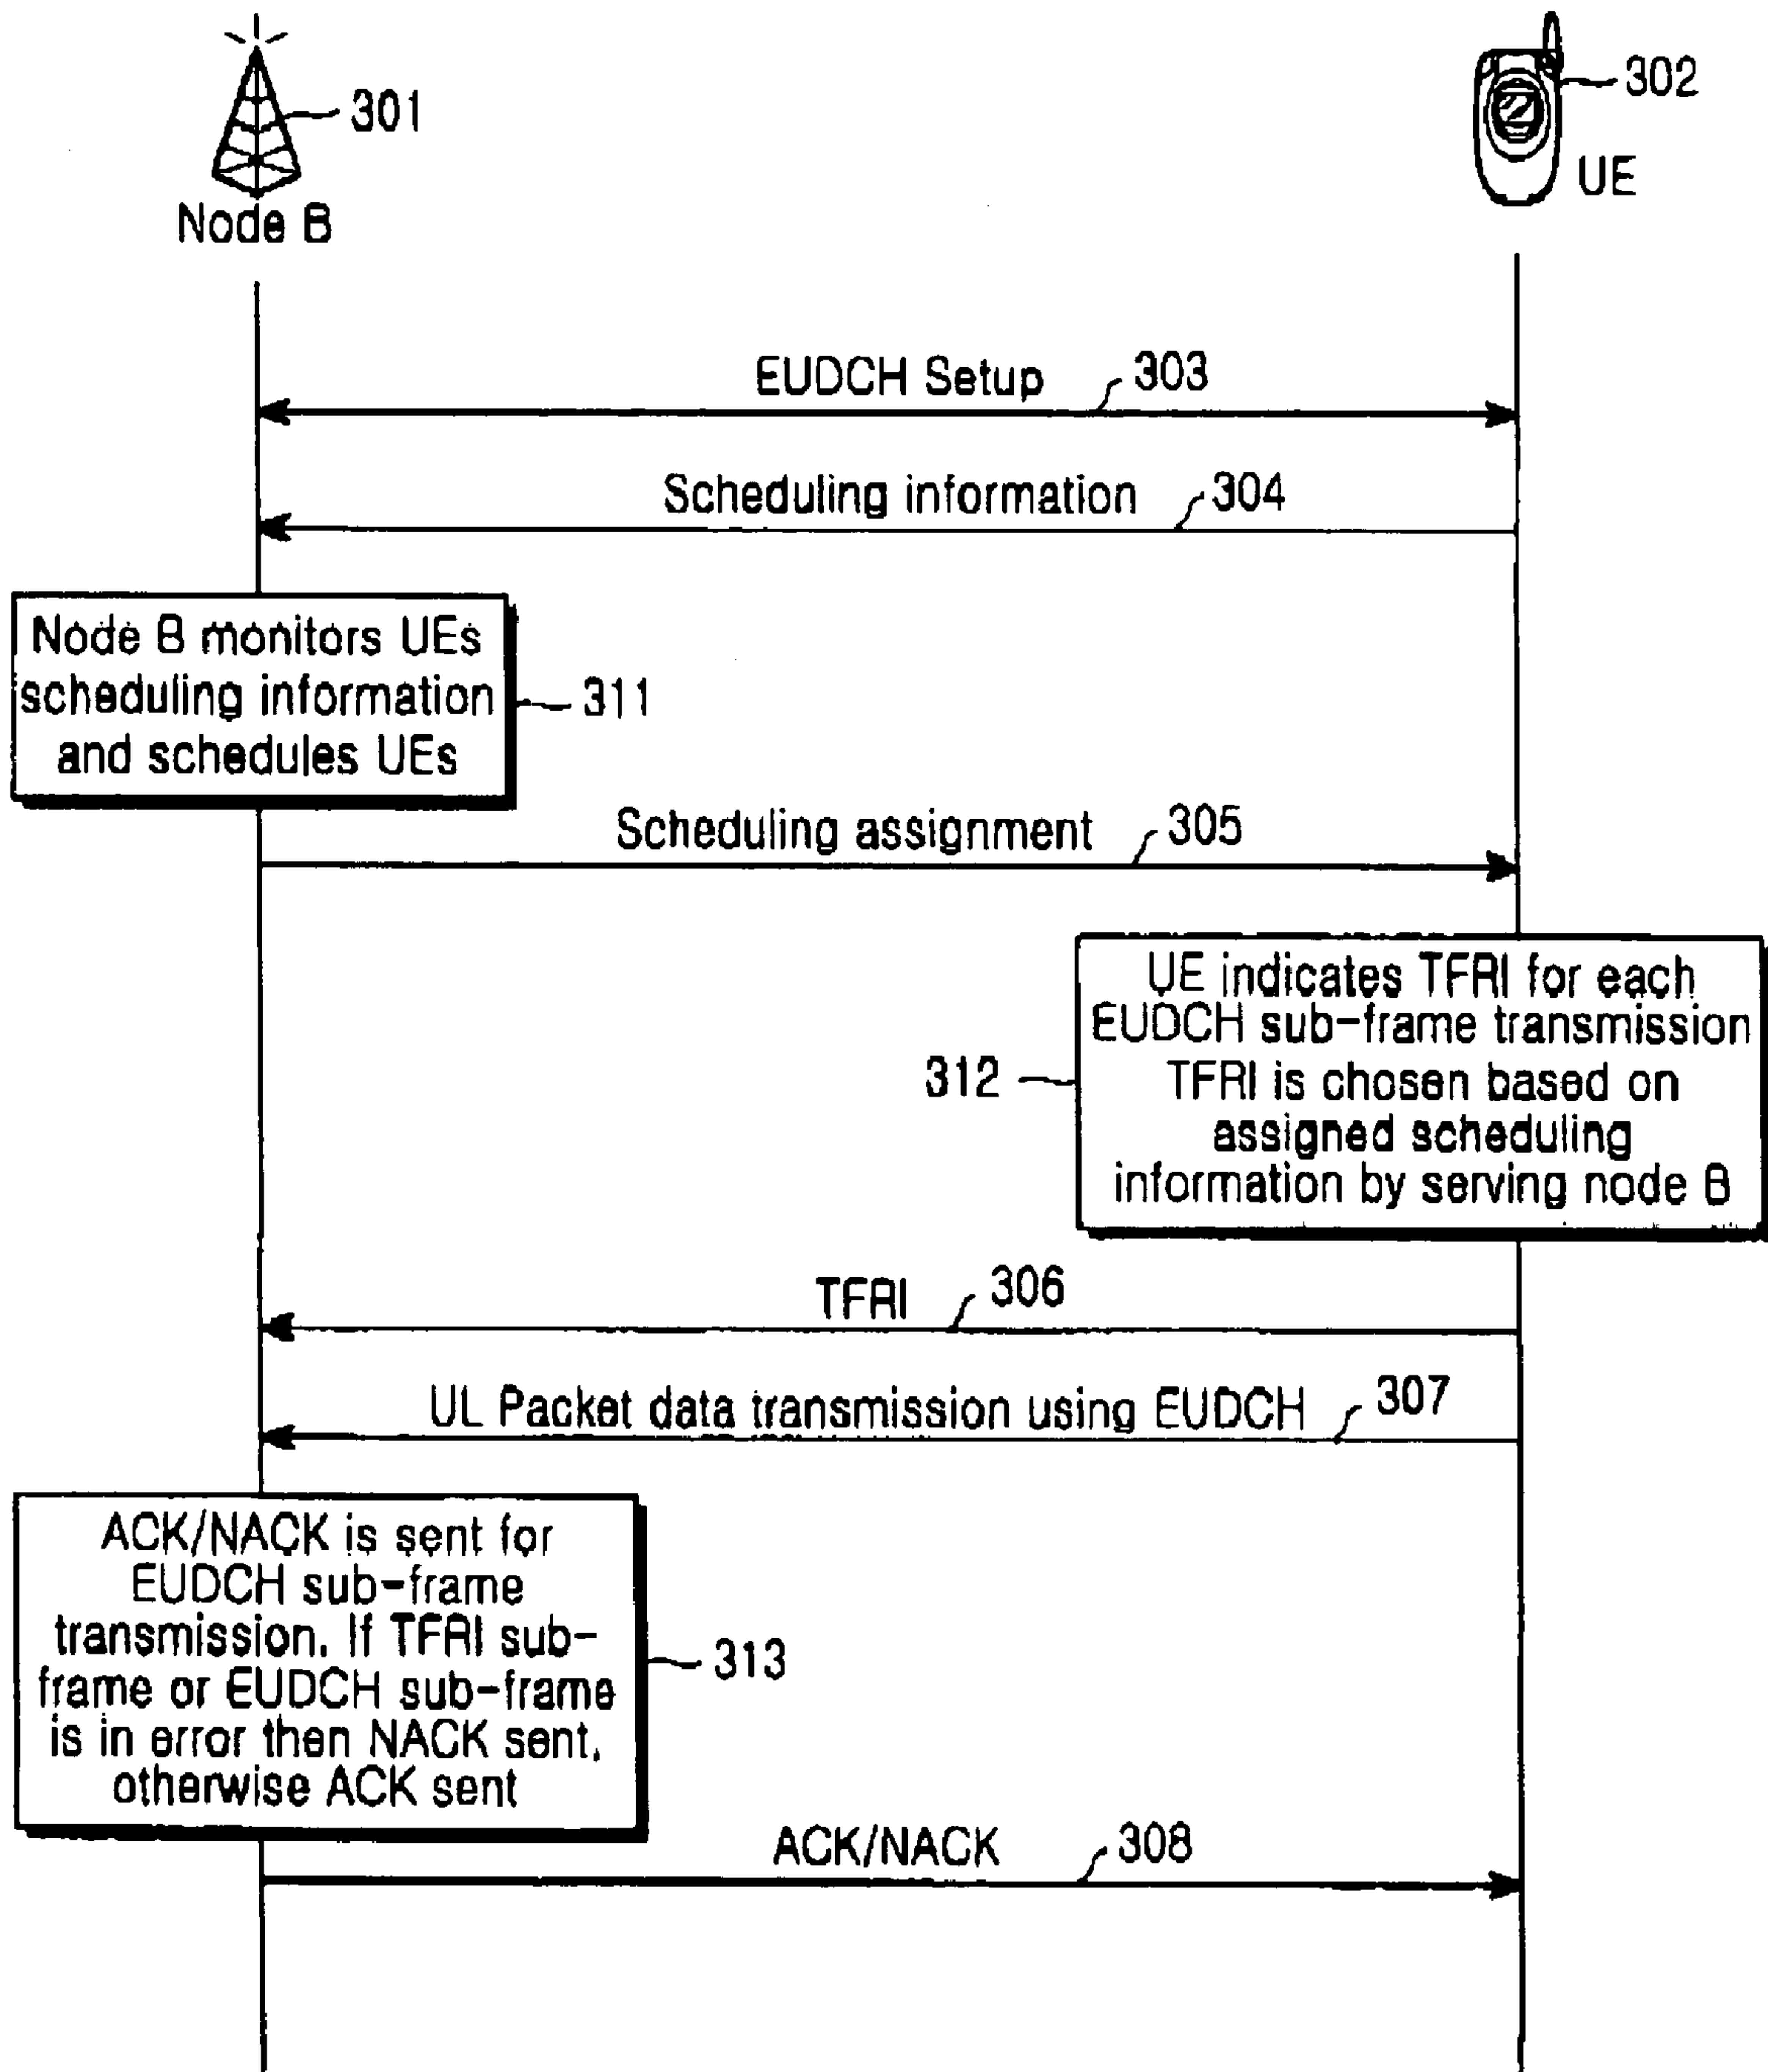 301
302
UE
Node B
EUDCH Setup 303
Scheduling information 304
Node B monitors UEs
scheduling information
and schedules UEs
311
Scheduling assignment 305
UE indicates TFRI for each
EUDCH sub-frame transmission
TFRI is chosen based on
assigned scheduling
information by serving node B
312
TFRI 306
UL Packet data transmission using EUDCH 307
ACK/NACK is sent for
EUDCH sub-frame
transmission. If TFRI sub-
frame or EUDCH sub-frame
is in error then NACK sent,
otherwise ACK sent
313
ACK/NACK 308